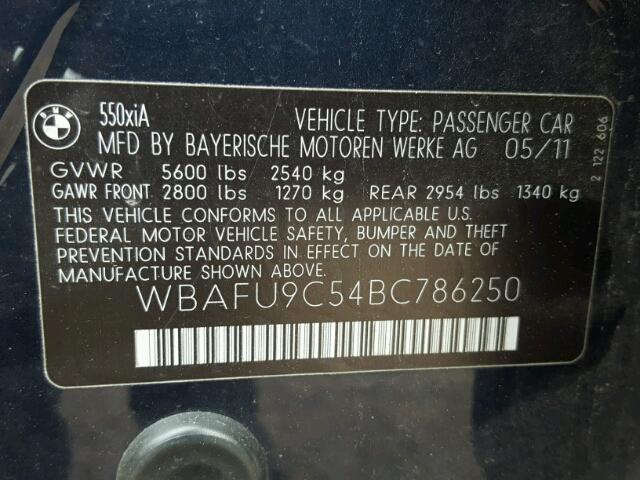 BMW
550xiA
VEHICLE TYPE: PASSENGER CAR
MFD BY BAYERISCHE MOTOREN WERKE AG 05/11
GVWR 5600 lbs 2540 kg
GAWR FRONT 2800 lbs 1270 kg REAR 2954 lbs 1340 kg
THIS VEHICLE CONFORMS TO ALL APPLICABLE U.S.
FEDERAL MOTOR VEHICLE SAFETY, BUMPER AND THEFT
PREVENTION STANDARDS IN EFFECT ON THE DATE OF
MANUFACTURE SHOWN ABOVE.
WBAFU9C54BC786250
2 122 606